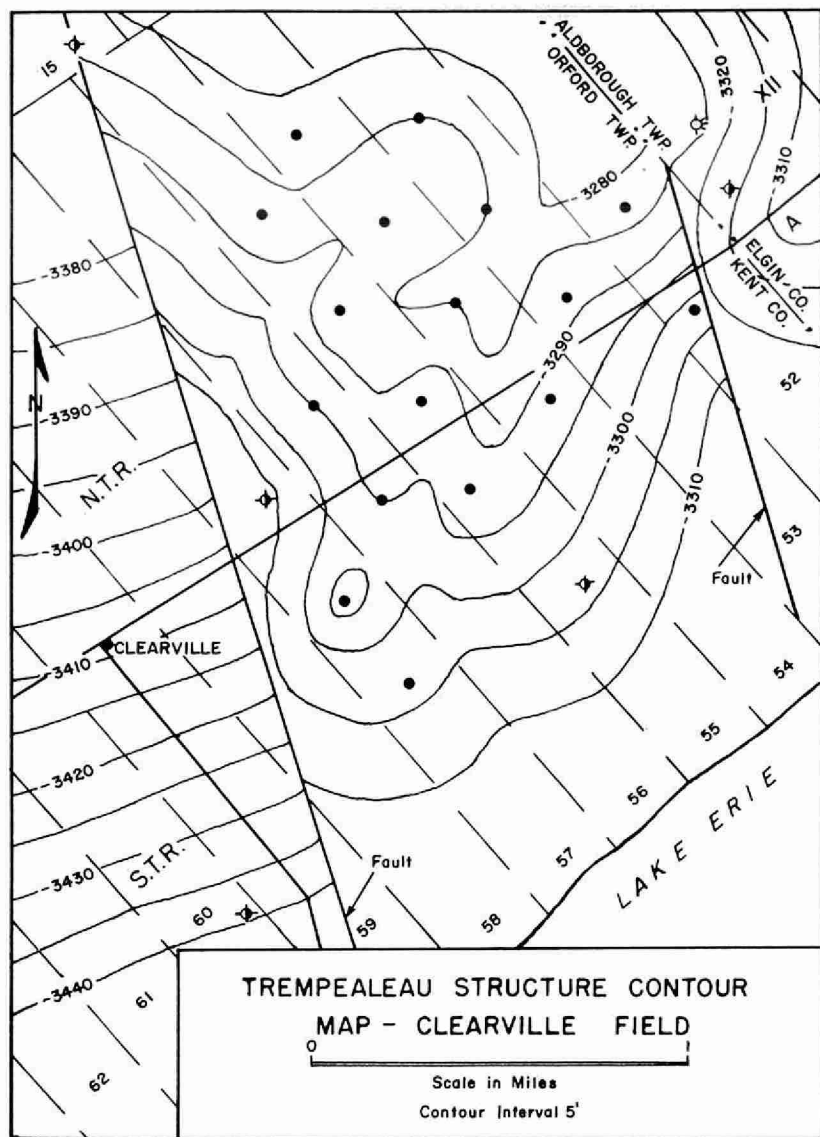 15
ALDBOROUGH TWP.
ORFORD TWP.
-3320
XII
-3310
-3280
A
ELGIN-CO.
KENT CO.
-3380
-3290
52
N
-3390
N.T.R.
-3300
-3310
-3400
53
Fault
CLEARVILLE
-3410
54
55
-3420
56
LAKE ERIE
57
-3430
S.T.R.
Fault
60
59
58
-3440
61
62
TREMPEALEAU STRUCTURE CONTOUR
MAP - CLEARVILLE FIELD
0 1
Scale in Miles
Contour Interval 5'